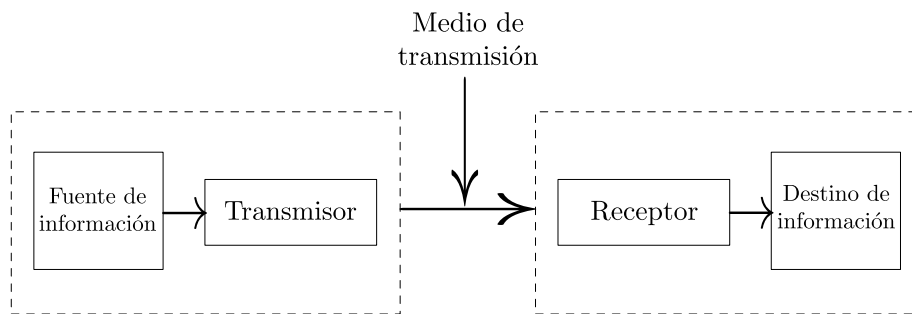 Medio de
transmisión
Fuente de
información
Transmisor
Receptor
Destino de
información